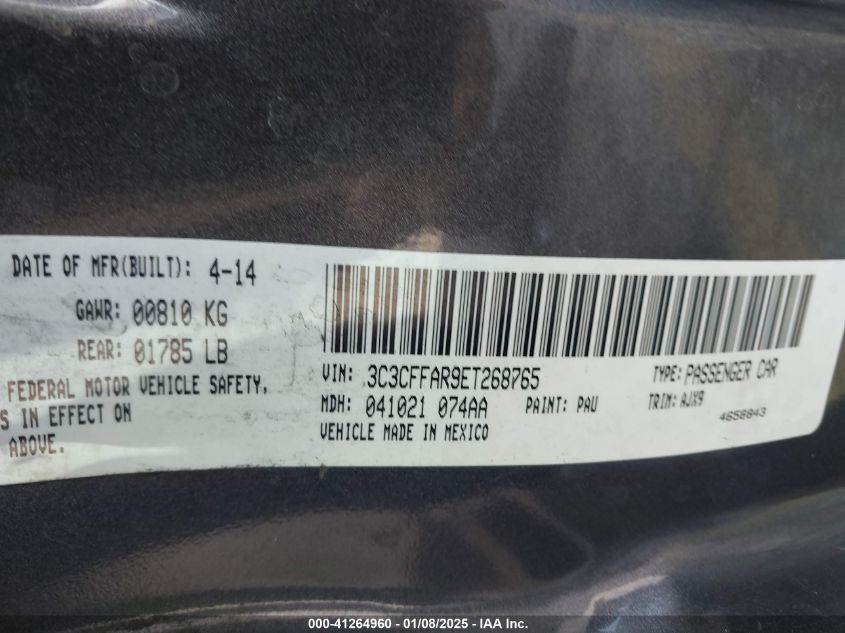 DATE OF MFR(BUILT): 4-14
GAWR: 00810 KG
REAR: 01785 LB
FEDERAL MOTOR VEHICLE SAFETY,
S IN EFFECT ON
ABOVE.
VIN: 3C3CFFAR9ET268765
TYPE: PASSENGER CAR
MDH: 041021 074AA
PAINT: PAU
TRIM: AJX9
VEHICLE MADE IN MEXICO
4658843
000-41264960 - 01/08/2025 - IAA Inc.